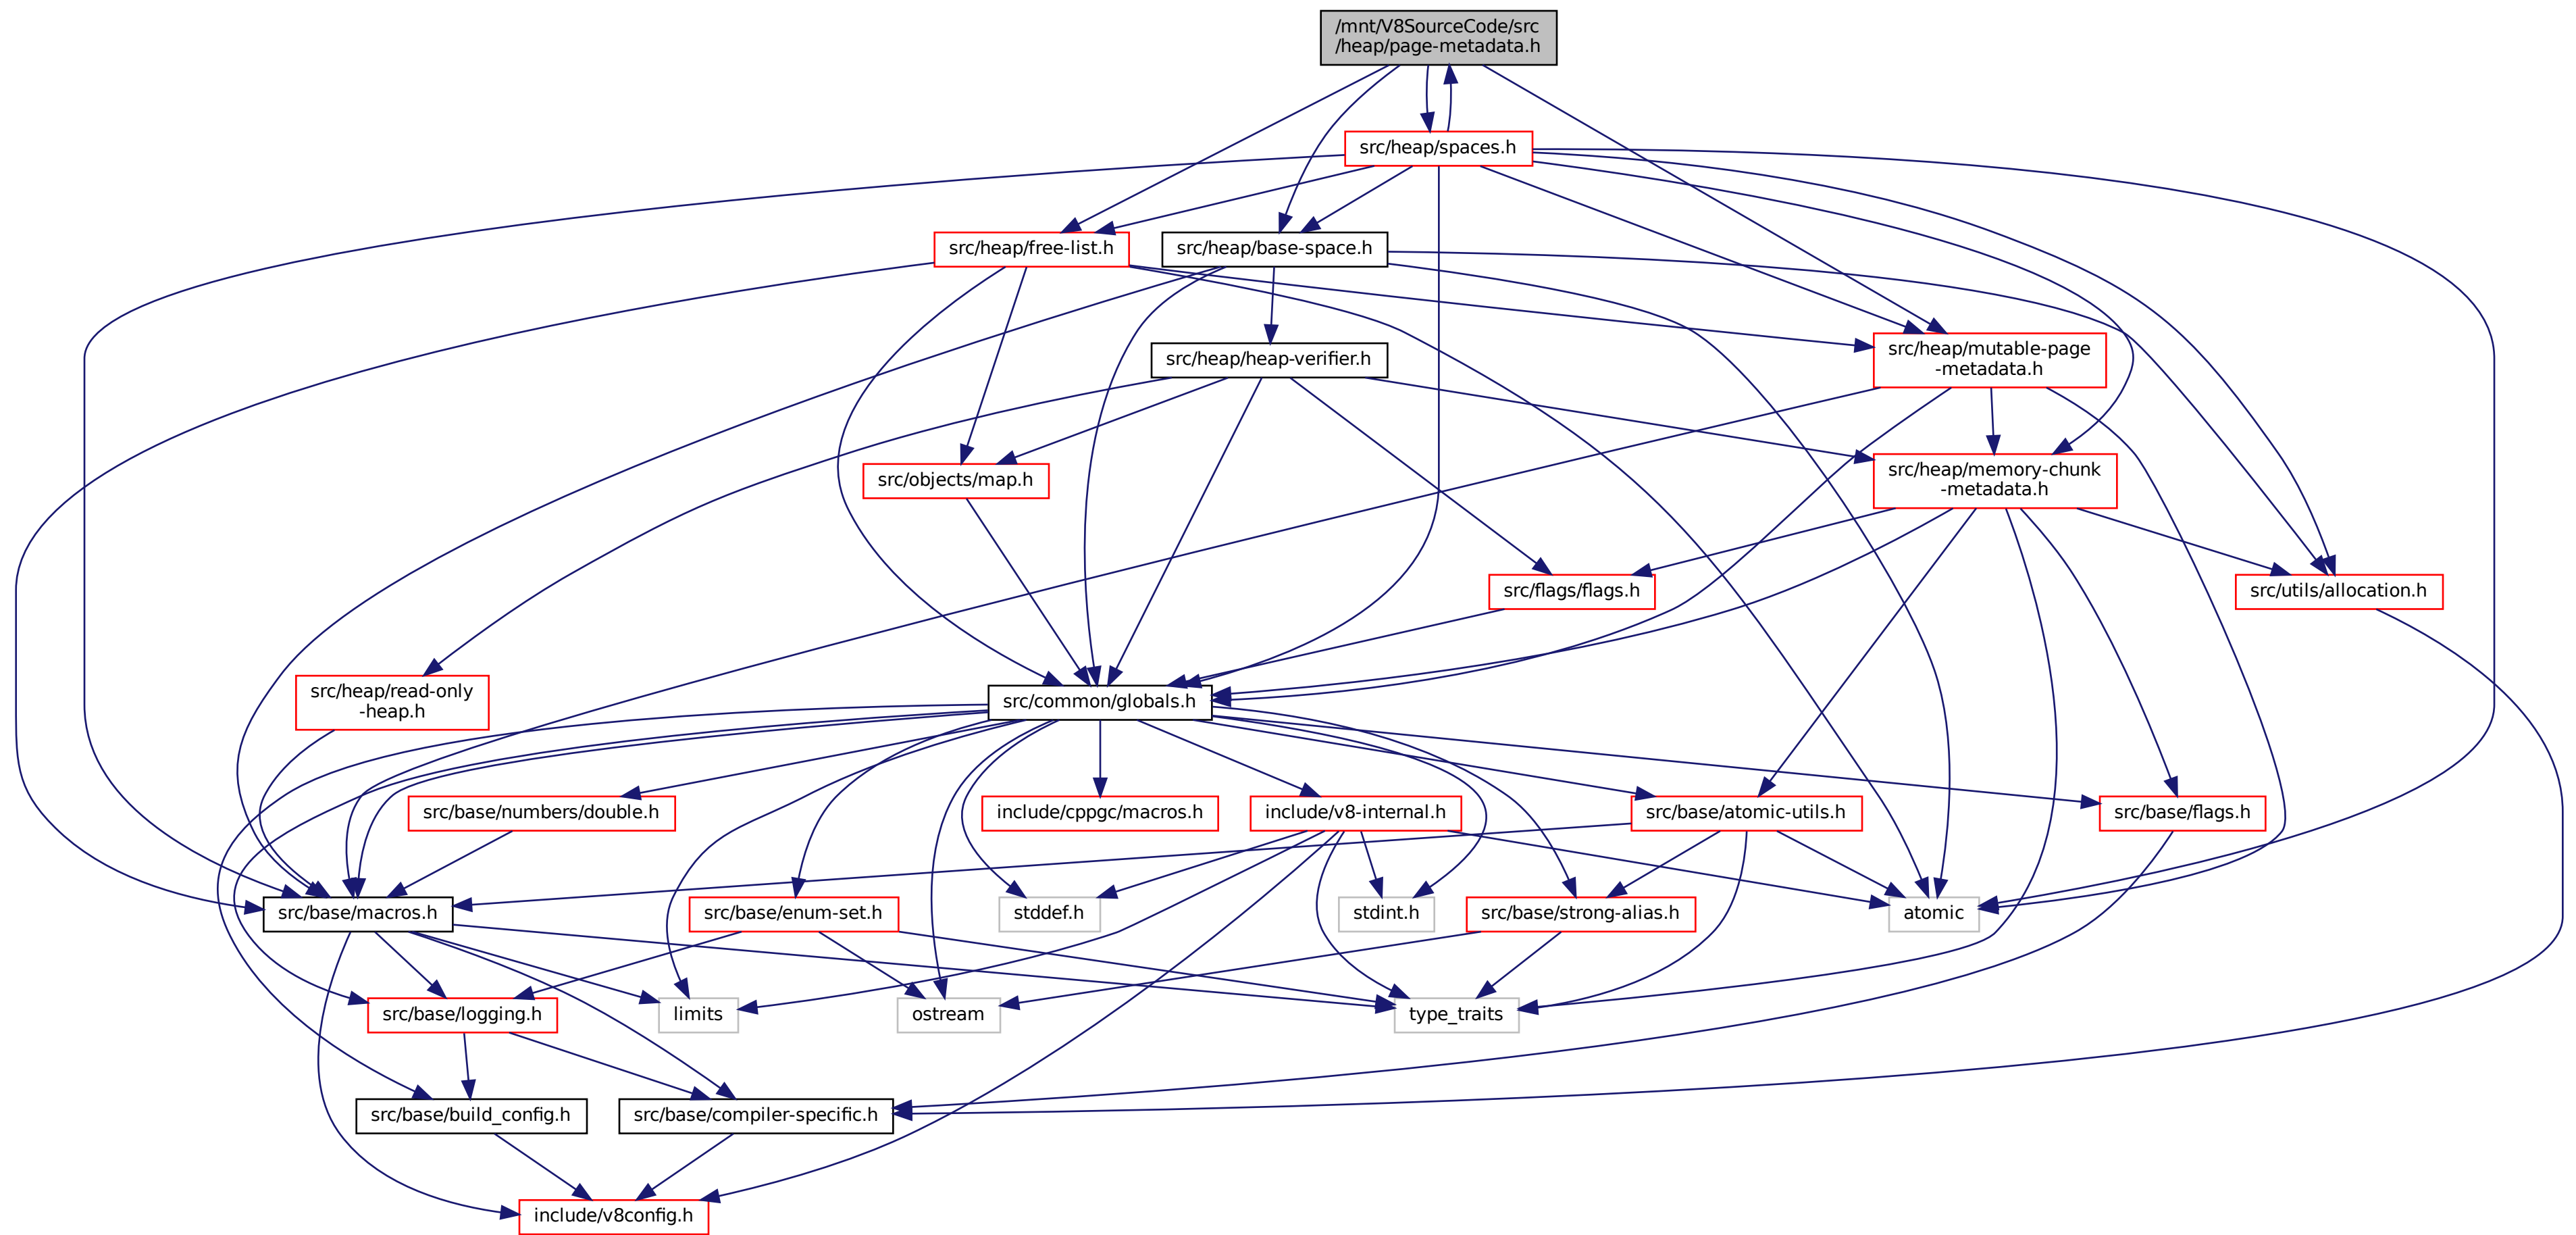 /mnt/V8SourceCode/src
/heap/page-metadata.h
src/heap/spaces.h
src/heap/free-list.h
src/heap/base-space.h
src/heap/mutable-page
-metadata.h
src/heap/heap-verifier.h
src/heap/memory-chunk
-metadata.h
src/objects/map.h
src/flags/flags.h
src/utils/allocation.h
src/heap/read-only
-heap.h
src/common/globals.h
src/base/numbers/double.h
include/cppgc/macros.h
include/v8-internal.h
src/base/atomic-utils.h
src/base/flags.h
src/base/macros.h
src/base/enum-set.h
stddef.h
stdint.h
src/base/strong-alias.h
atomic
src/base/logging.h
limits
ostream
type_traits
src/base/build_config.h
src/base/compiler-specific.h
include/v8config.h